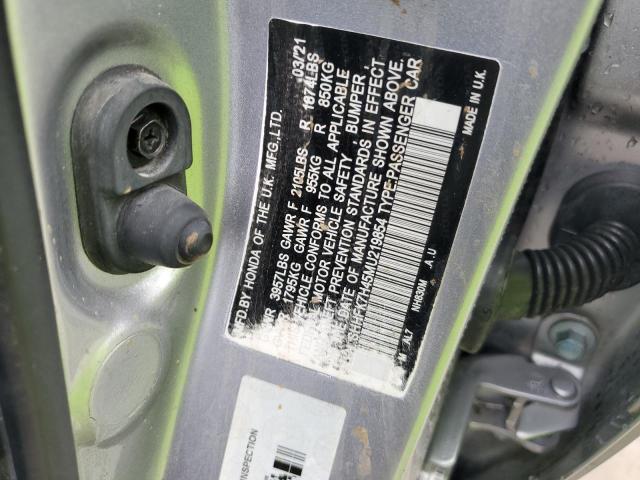 MFD.BY HONDA OF THE U.K. MFG.,LTD. 03/21
3957LBS GAWR F 2105LBS R 1874LBS
1795KG GAWR F 955KG R 850KG
VEHICLE CONFORMS TO ALL APPLICABLE
MOTOR VEHICLE SAFETY, BUMPER,
PREVENTION STANDARDS IN EFFECT
DATE OF MANUFACTURE SHOWN ABOVE.
TYPE:PASSENGER CAR
NH830M A U
MADE IN U.K.
INSPECTION